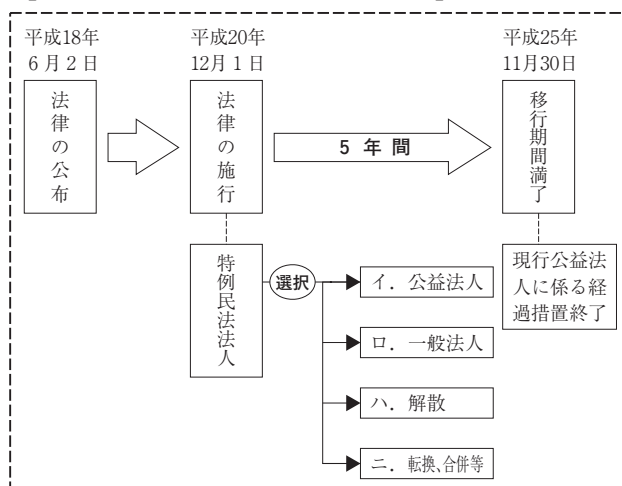 平成18年
6月2日
平成20年
12月1日
平成25年
11月30日
法律の公布
法律の施行
5年間
移行期間満了
特例民法法人
選択
イ．公益法人
ロ．一般法人
ハ．解散
ニ．転換、合併等
現行公益法
人に係る経
過措置終了